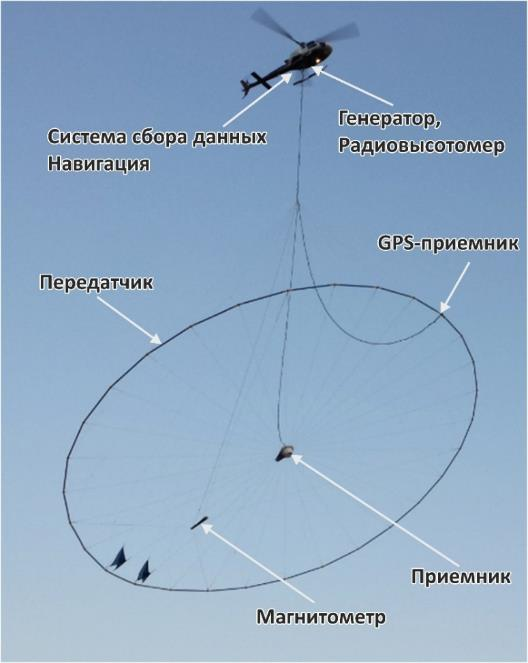 Генератор,
Радиовысотомер
Система сбора данных
Навигация
GPS-приемник
Передатчик
Приемник
Магнитометр